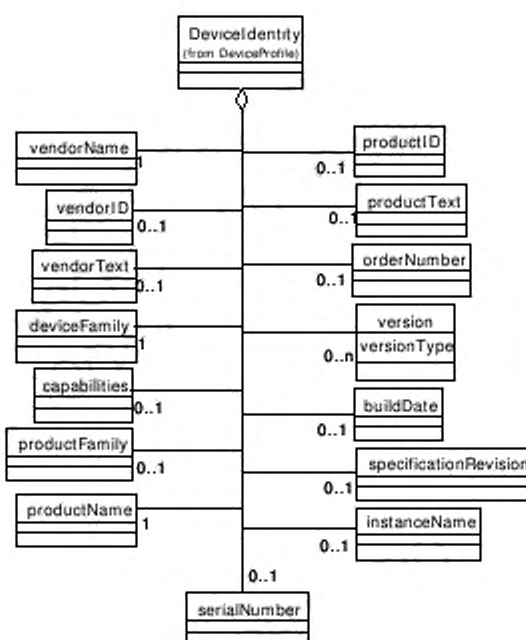 DeviceIdentity
(from DeviceProfile)
vendorName
1
vendorID
0..1
vendorText
0..1
deviceFamily
1
capabilities
0..1
productFamily
0..1
productName
1
productID
0..1
productText
0..1
orderNumber
0..1
version
versionType
0..n
buildDate
0..1
specificationRevision
0..1
instanceName
0..1
0..1
serialNumber